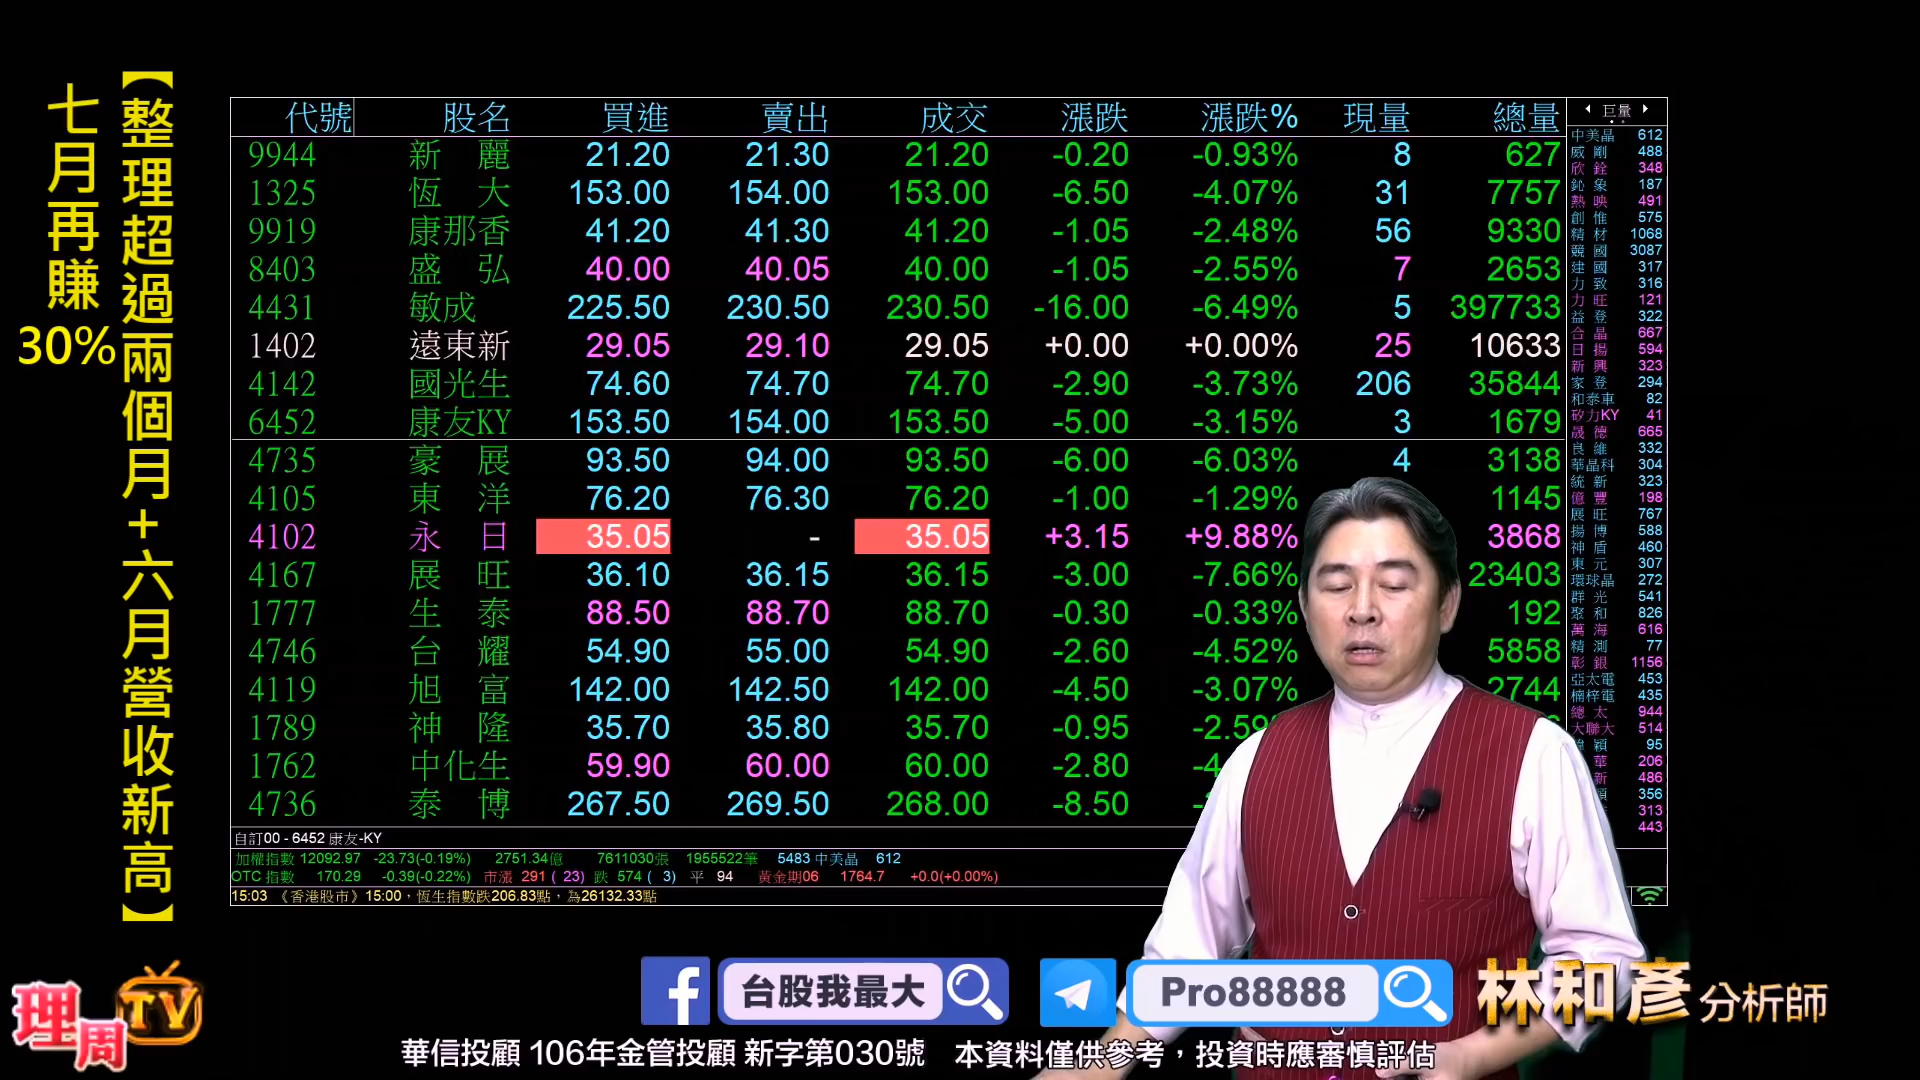 【整理超過兩個月+六月營收新高】
七月再賺30%
代號 股名 買進 賣出 成交 漲跌 漲跌% 現量 總量
9944 新麗 21.20 21.30 21.20 -0.20 -0.93% 8 627
1325 恆大 153.00 154.00 153.00 -6.50 -4.07% 31 7757
9919 康那香 41.20 41.30 41.20 -1.05 -2.48% 56 9330
8403 盛弘 40.00 40.05 40.00 -1.05 -2.55% 7 2653
4431 敏成 225.50 230.50 230.50 -16.00 -6.49% 5 397733
1402 遠東新 29.05 29.10 29.05 +0.00 +0.00% 25 10633
4142 國光生 74.60 74.70 74.70 -2.90 -3.73% 206 35844
6452 康友KY 153.50 154.00 153.50 -5.00 -3.15% 3 1679
4735 豪展 93.50 94.00 93.50 -6.00 -6.03% 4 3138
4105 東洋 76.20 76.30 76.20 -1.00 -1.29% 1145
4102 永日 35.05 - 35.05 +3.15 +9.88% 3868
4167 展旺 36.10 36.15 36.15 -3.00 -7.66% 23403
1777 生泰 88.50 88.70 88.70 -0.30 -0.33% 192
4746 台耀 54.90 55.00 54.90 -2.60 -4.52% 5858
4119 旭富 142.00 142.50 142.00 -4.50 -3.07% 2744
1789 神隆 35.70 35.80 35.70 -0.95 -2.59
1762 中化生 59.90 60.00 60.00 -2.80 -4
4736 泰博 267.50 269.50 268.00 -8.50
自訂00 - 6452 康友-KY
加權指數 12092.97 -23.73(-0.19%) 2751.34億 7611030張 1955522筆 5483 中美晶 612
OTC 指數 170.29 -0.39(-0.22%) 市漲 291 ( 23) 跌 574 ( 3) 平 94 黃金期06 1764.7 +0.0(+0.00%)
15:03 《香港股市》15:00，恆生指數跌206.83點，為26132.33點
巨量
中美晶 612
威剛 488
欣銓 348
鈊象 187
熱映 491
創惟 575
精材 1068
競國 3087
建國 317
力致 316
力旺 121
益登 322
合晶 667
日揚 594
新興 323
家登 294
和泰車 82
矽力KY 41
晟德 665
良維 332
華晶科 304
統新 323
億豐 198
展旺 767
揚博 588
神盾 460
東元 307
環球晶 272
群光 541
聚和 826
萬海 616
精測 77
彰銀 1156
亞太電 453
楠梓電 435
總太 944
大聯大 514
穎 95
華 206
新 486
356
313
443
理周TV
台股我最大
Pro88888
林和彥 分析師
華信投顧 106年金管投顧 新字第030號 本資料僅供參考，投資時應審慎評估